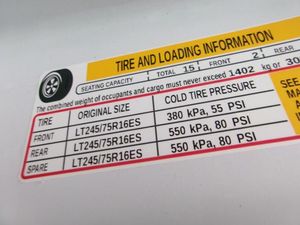 TIRE AND LOADING INFORMATION
SEATING CAPACITY TOTAL 15 FRONT 2 REAR
The combined weight of occupants and cargo must never exceed 1402 kg or 30
TIRE ORIGINAL SIZE COLD TIRE PRESSURE
FRONT LT245/75R16ES 380 kPa, 55 PSI
REAR LT245/75R16ES 550 kPa, 80 PSI
SPARE LT245/75R16ES 550 kPa, 80 PSI
SEE